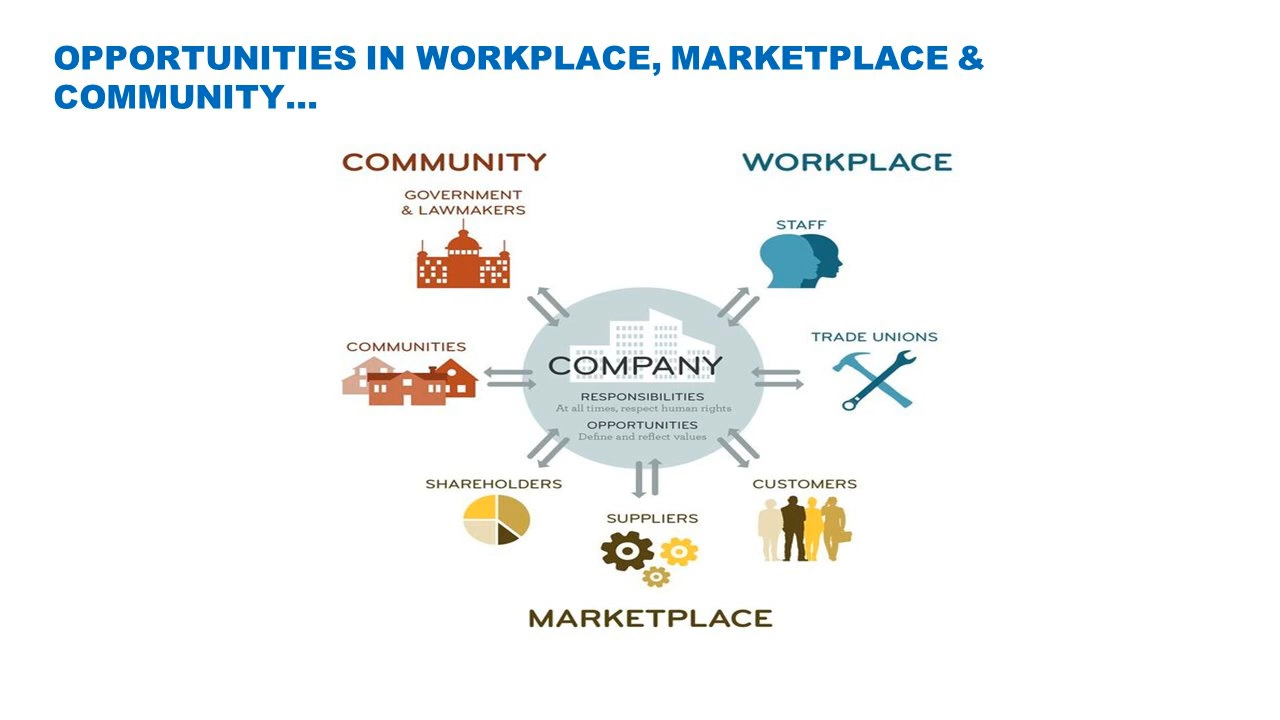 OPPORTUNITIES IN WORKPLACE, MARKETPLACE &
COMMUNITY...
COMMUNITY
WORKPLACE
GOVERNMENT
& LAWMAKERS
STAFF
COMMUNITIES
TRADE UNIONS
COMPANY
RESPONSIBILITIES
At all times, respect human rights
OPPORTUNITIES
Define and reflect values
SHAREHOLDERS
SUPPLIERS
CUSTOMERS
MARKETPLACE